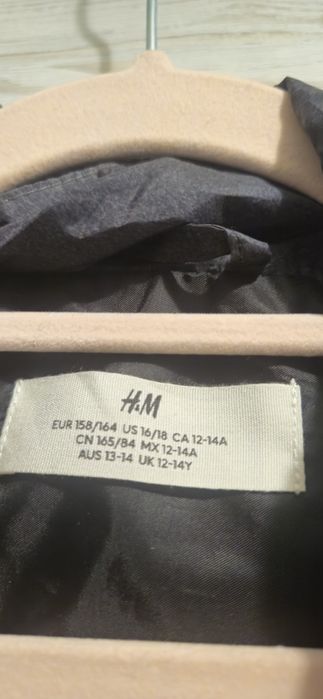 H&M
EUR 158/164 US 16/18 CA 12-14A
CN 165/84 MX 12-14A
AUS 13-14 UK 12-14Y